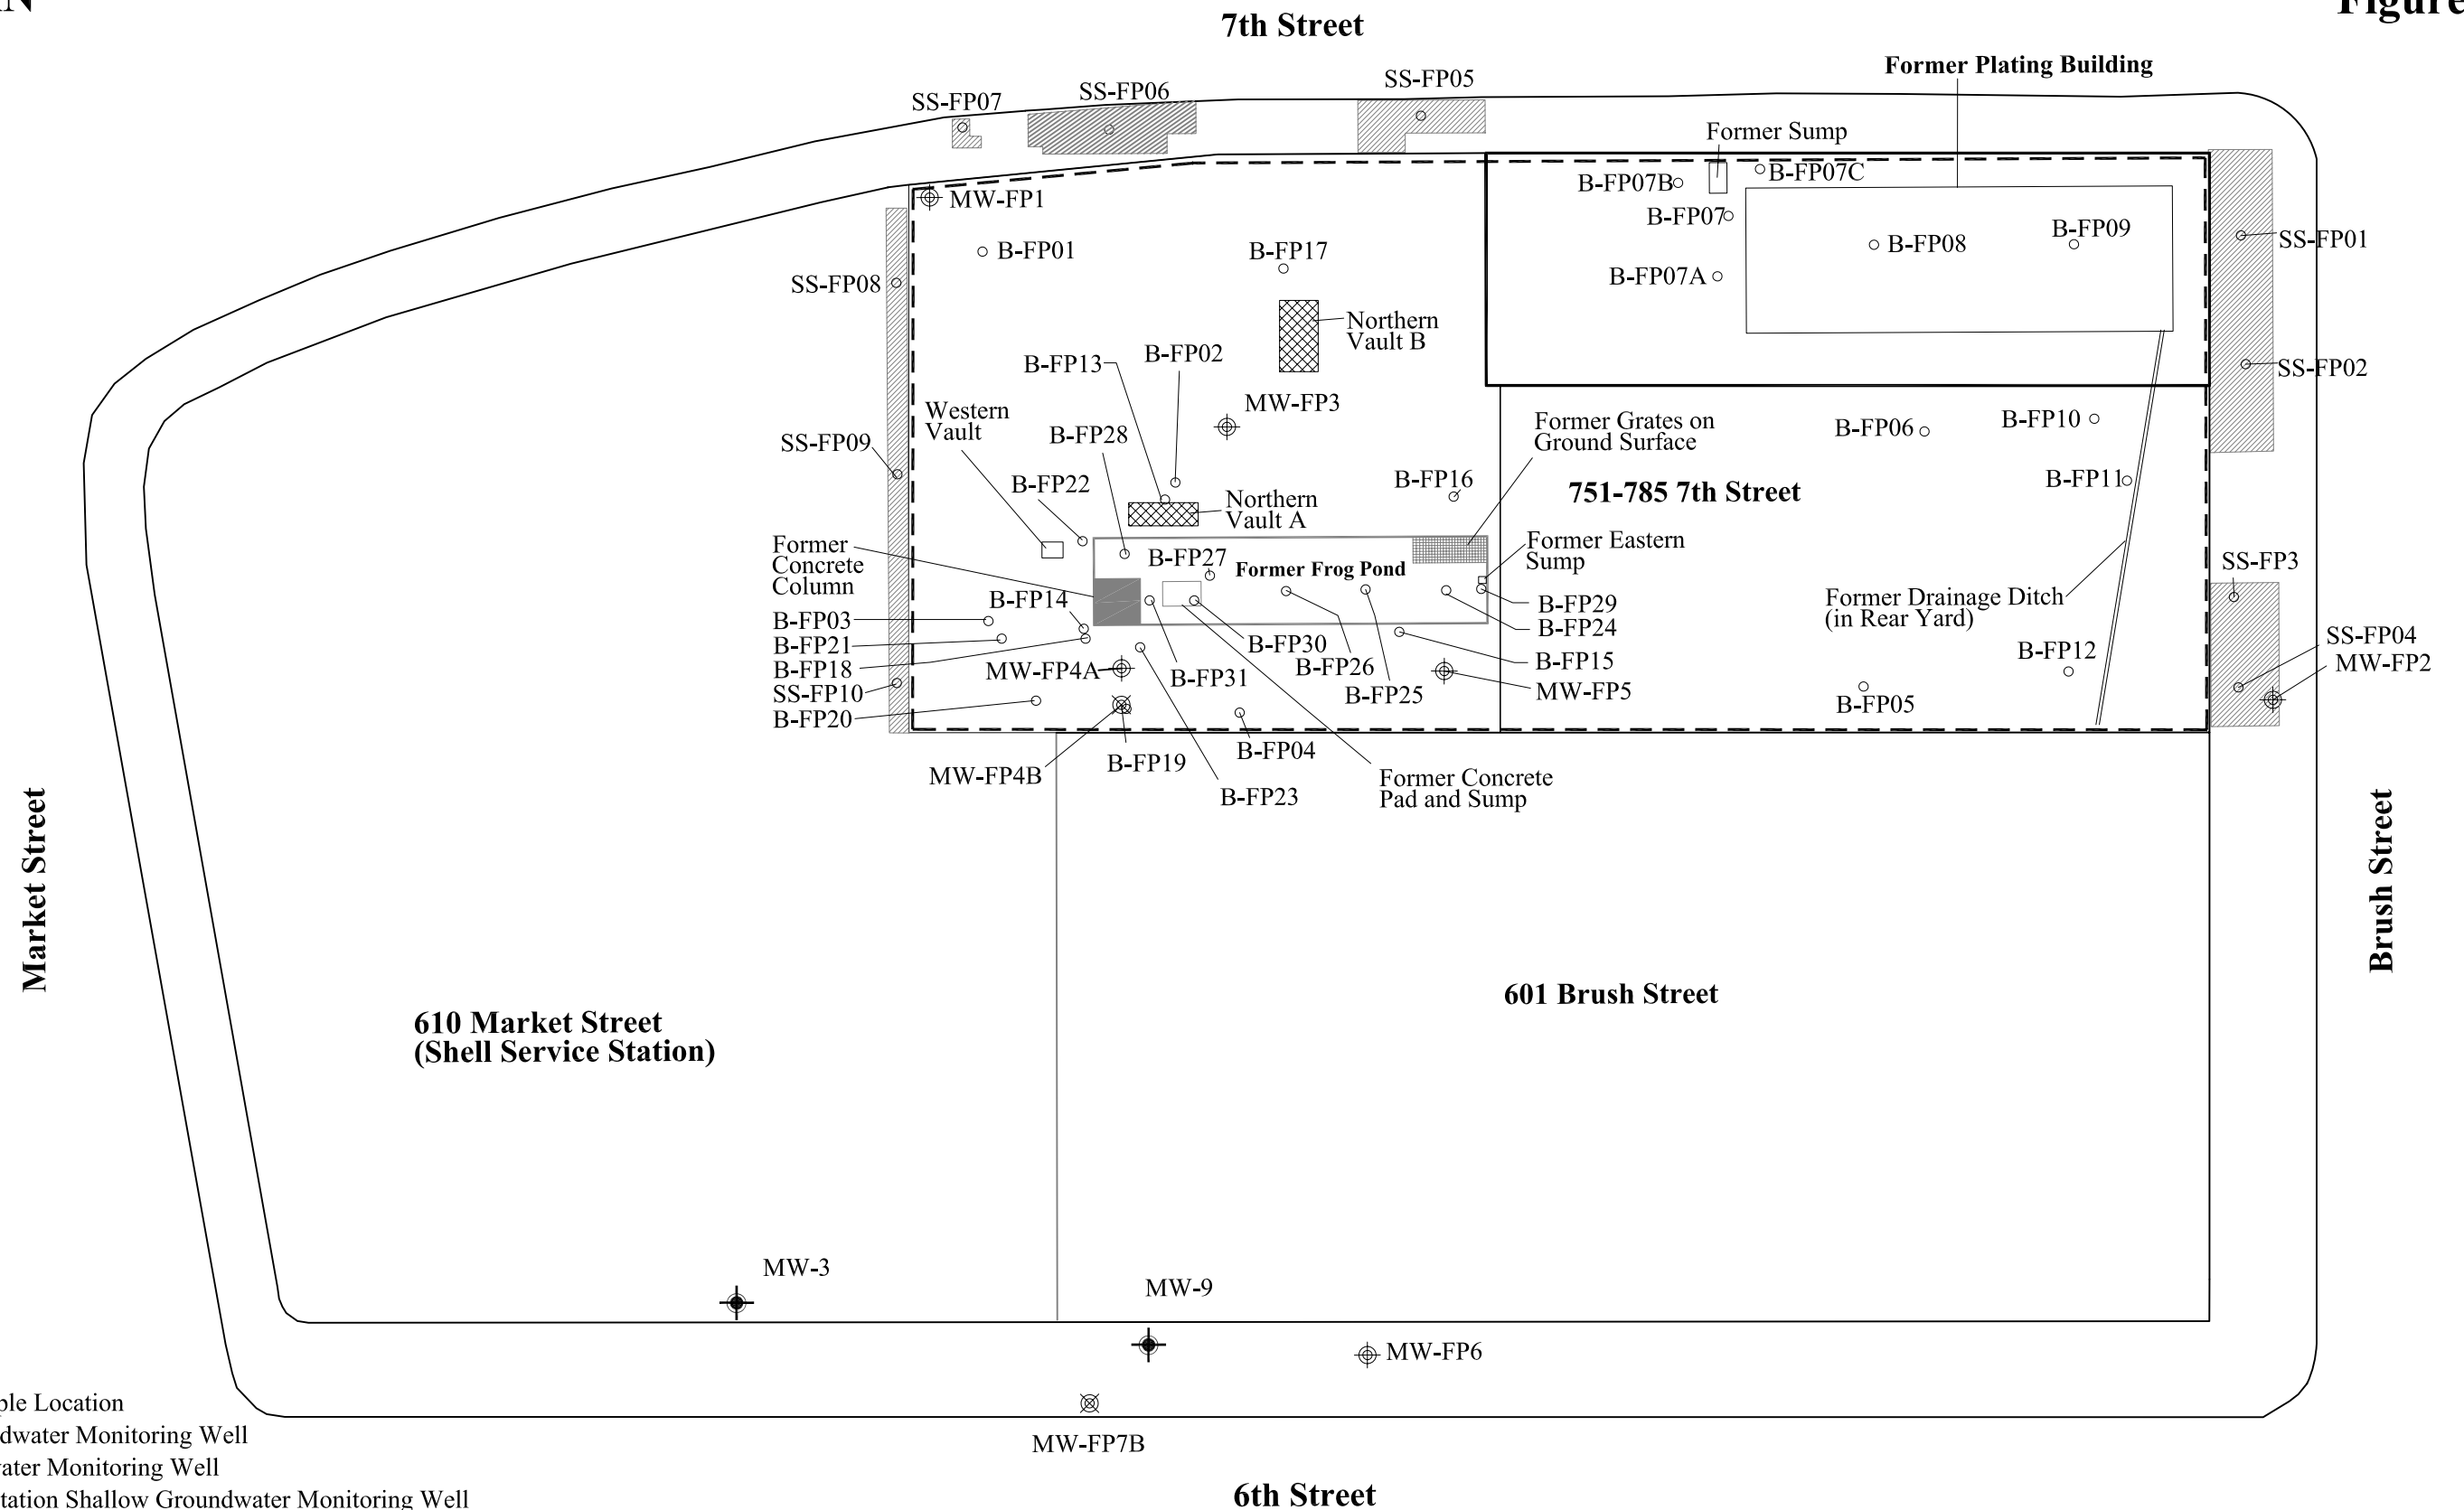 7th Street
Figure
Former Plating Building
SS-FP07
SS-FP06
SS-FP05
Former Sump
B-FP07B
B-FP07C
MW-FP1
B-FP07
B-FP01
B-FP17
B-FP08
B-FP09
SS-FP01
B-FP07A
SS-FP08
Northern
Vault B
B-FP13
B-FP02
SS-FP02
MW-FP3
Western
Vault
B-FP28
Former Grates on
Ground Surface
B-FP06
B-FP10
SS-FP09
B-FP22
B-FP16
751-785 7th Street
B-FP11
Northern
Vault A
Former
Concrete
Column
B-FP27
Former Frog Pond
Former Eastern
Sump
SS-FP3
B-FP14
B-FP29
Former Drainage Ditch
(in Rear Yard)
B-FP03
B-FP21
B-FP18
SS-FP10
B-FP20
B-FP24
B-FP30
B-FP26
B-FP15
B-FP12
SS-FP04
MW-FP2
MW-FP4A
B-FP31
B-FP25
MW-FP5
B-FP05
B-FP04
B-FP19
MW-FP4B
B-FP23
Former Concrete
Pad and Sump
Market Street
Brush Street
601 Brush Street
610 Market Street
(Shell Service Station)
MW-3
MW-9
MW-FP6
MW-FP7B
ple Location
dwater Monitoring Well
ater Monitoring Well
tation Shallow Groundwater Monitoring Well
6th Street